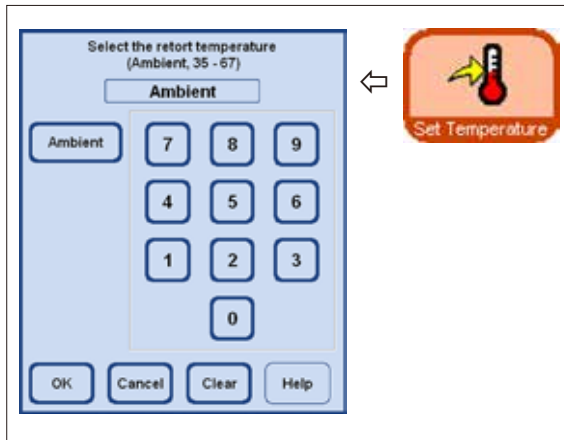 Select the retort temperature
(Ambient, 35 - 67)
Ambient
Set Temperature
Ambient
7 8 9
4 5 6
1 2 3
0
OK Cancel Clear Help